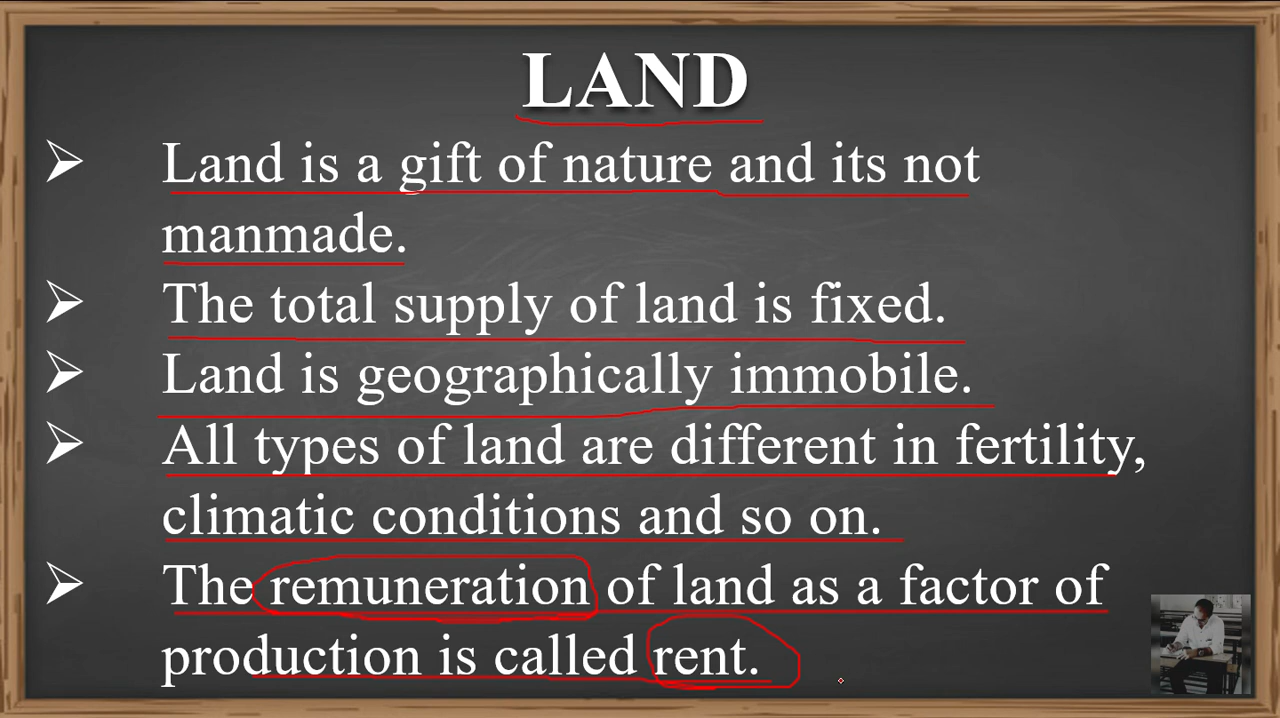 LAND
➢ Land is a gift of nature and its not
manmade.
➢ The total supply of land is fixed.
➢ Land is geographically immobile.
➢ All types of land are different in fertility,
climatic conditions and so on.
➢ The remuneration of land as a factor of
production is called rent.